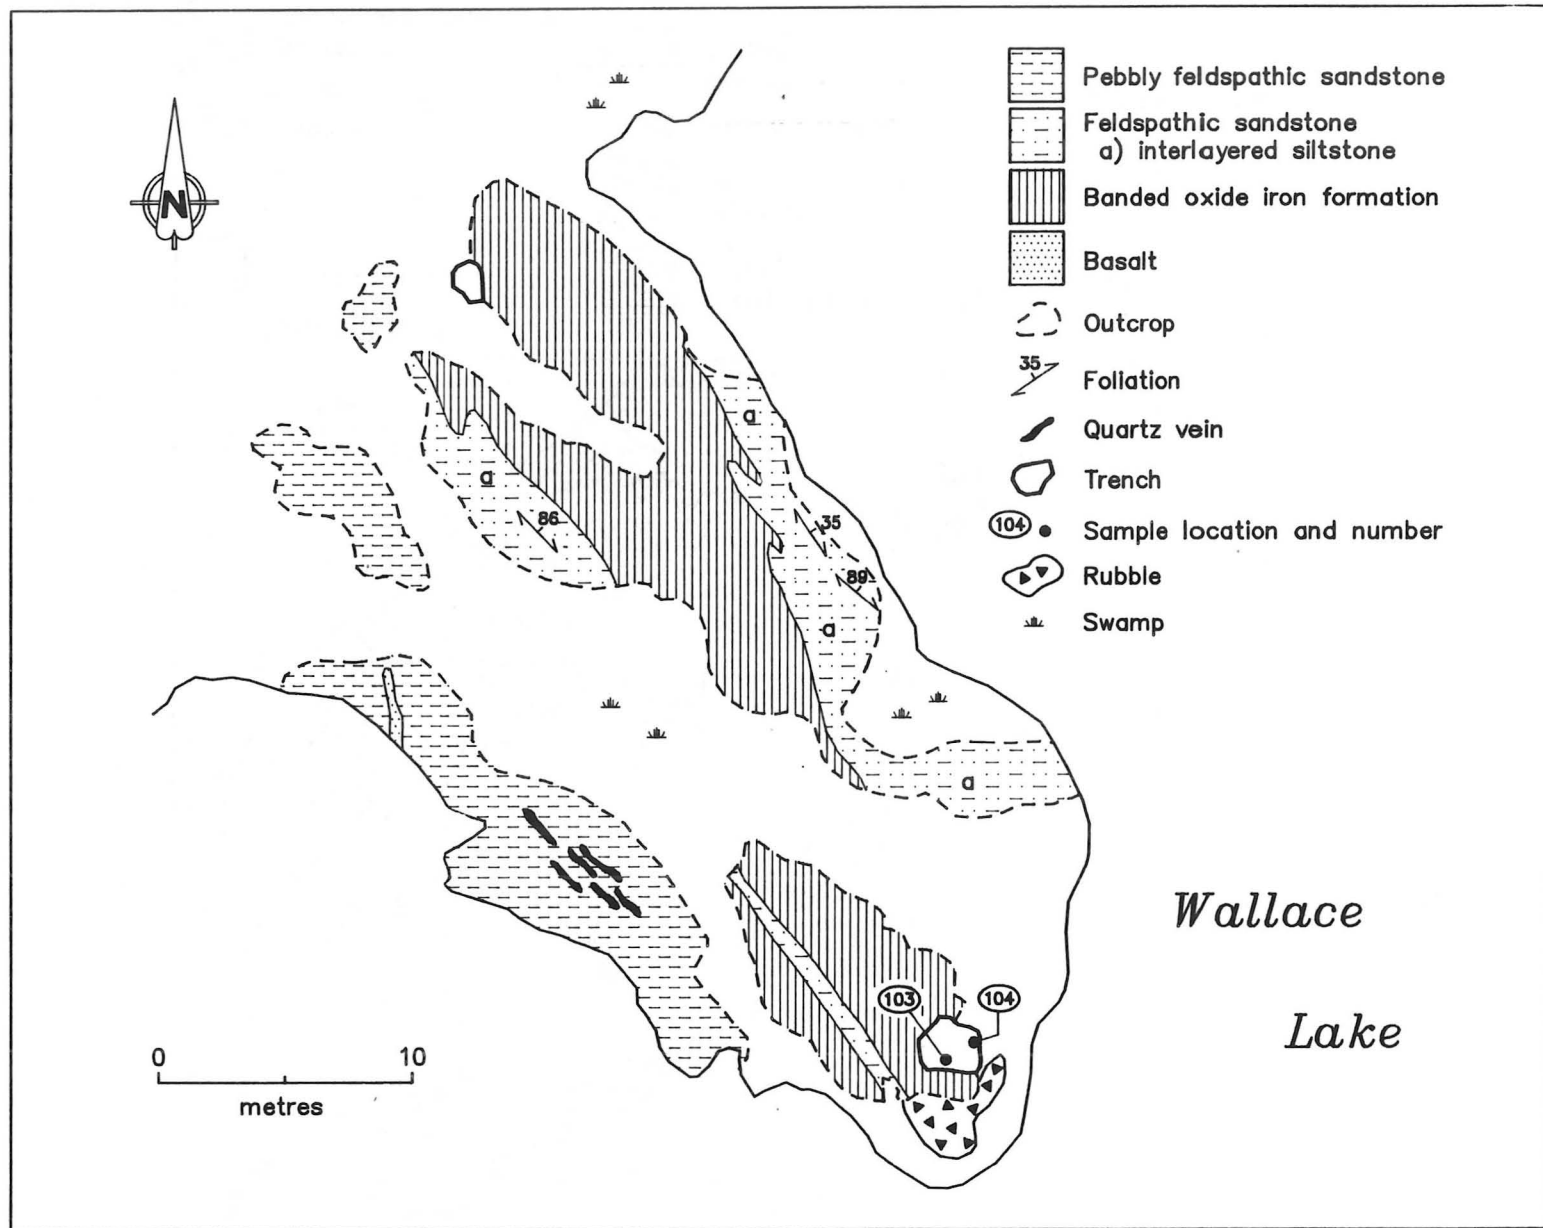 N
Pebbly feldspathic sandstone
Feldspathic sandstone
a) interlayered siltstone
Banded oxide iron formation
Basalt
Outcrop
35
Foliation
Quartz vein
Trench
104
Sample location and number
Rubble
Swamp
a
a
86
35
89
a
a
Wallace
Lake
103
104
0 10
metres